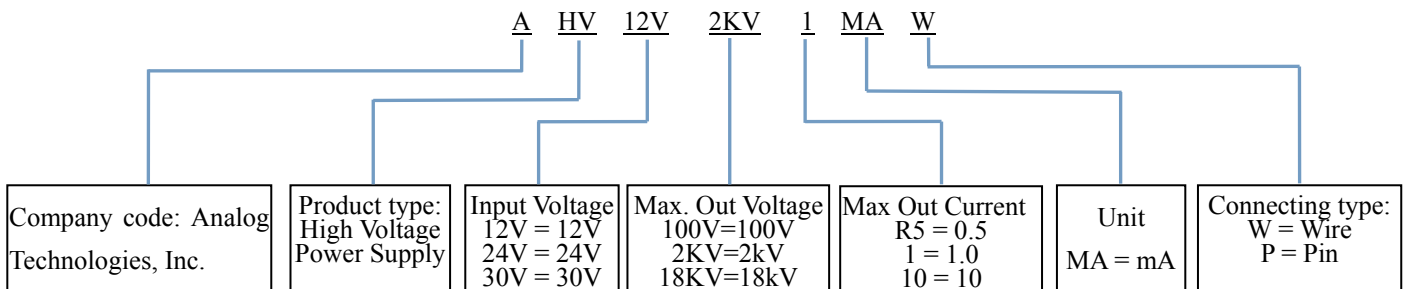 A HV 12V 2KV 1 MA W
Company code: Analog
Technologies, Inc.
Product type:
High Voltage
Power Supply
Input Voltage
12V = 12V
24V = 24V
30V = 30V
Max. Out Voltage
100V=100V
2KV=2kV
18KV=18kV
Max Out Current
R5 = 0.5
1 = 1.0
10 = 10
Unit
MA = mA
Connecting type:
W = Wire
P = Pin